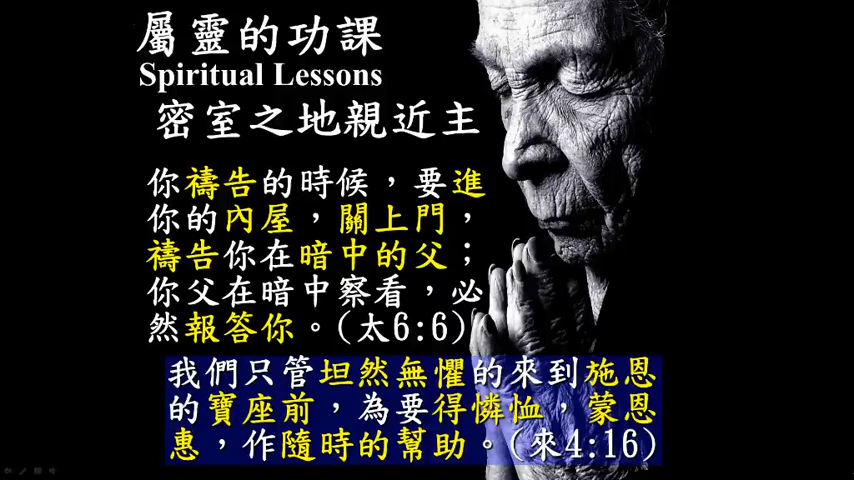 屬靈的功課
Spiritual Lessons
密室之地親近主
你禱告的時候，要進
你的內屋，關上門，
禱告你在暗中的父；
你父在暗中察看，必
然報答你。(太6:6)
我們只管坦然無懼的來到施恩
的寶座前，為要得憐恤，蒙恩
惠，作隨時的幫助。(來4:16)